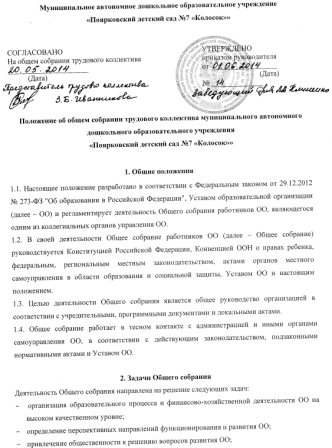 Муниципальное автономное дошкольное образовательное учреждение
«Поярковский детский сад №7 «Колосок»»
СОГЛАСОВАНО
На общем собрании трудового коллектива
20.05.2014
(Дата)
Представитель трудово коллектива
З.Б. Иванникова
УТВЕРЖДЕНО
приказом руководителя
от 01.06.2014
(Дата)
№ 14
Заведующий
Положение об общем собрании трудового коллектива муниципального автономного
дошкольного образовательного учреждения
«Поярковский детский сад №7 «Колосок»»
1. Общие положения
1.1. Настоящее положение разработано в соответствии с Федеральным законом от 29.12.2012
№ 273-ФЗ "Об образовании в Российской Федерации", Уставом образовательной организации
(далее – ОО) и регламентирует деятельность Общего собрания работников ОО, являющегося
одним из коллегиальных органов управления ОО.
1.2. В своей деятельности Общее собрание работников ОО (далее – Общее собрание)
руководствуется Конституцией Российской Федерации, Конвенцией ООН о правах ребенка,
федеральным, региональным местным законодательством, актами органов местного
самоуправления в области образования и социальной защиты, Уставом ОО и настоящим
положением.
1.3. Целью деятельности Общего собрания является общее руководство организацией в
соответствии с учредительными, программными документами и локальными актами.
1.4. Общее собрание работает в тесном контакте с администрацией и иными органами
самоуправления ОО, в соответствии с действующим законодательством, подзаконными
нормативными актами и Уставом ОО.
2. Задачи Общего собрания
Деятельность Общего собрания направлена на решение следующих задач:
- организация образовательного процесса и финансово-хозяйственной деятельности ОО на
высоком качественном уровне;
- определение перспективных направлений функционирования и развития ОО;
- привлечение общественности к решению вопросов развития ОО;